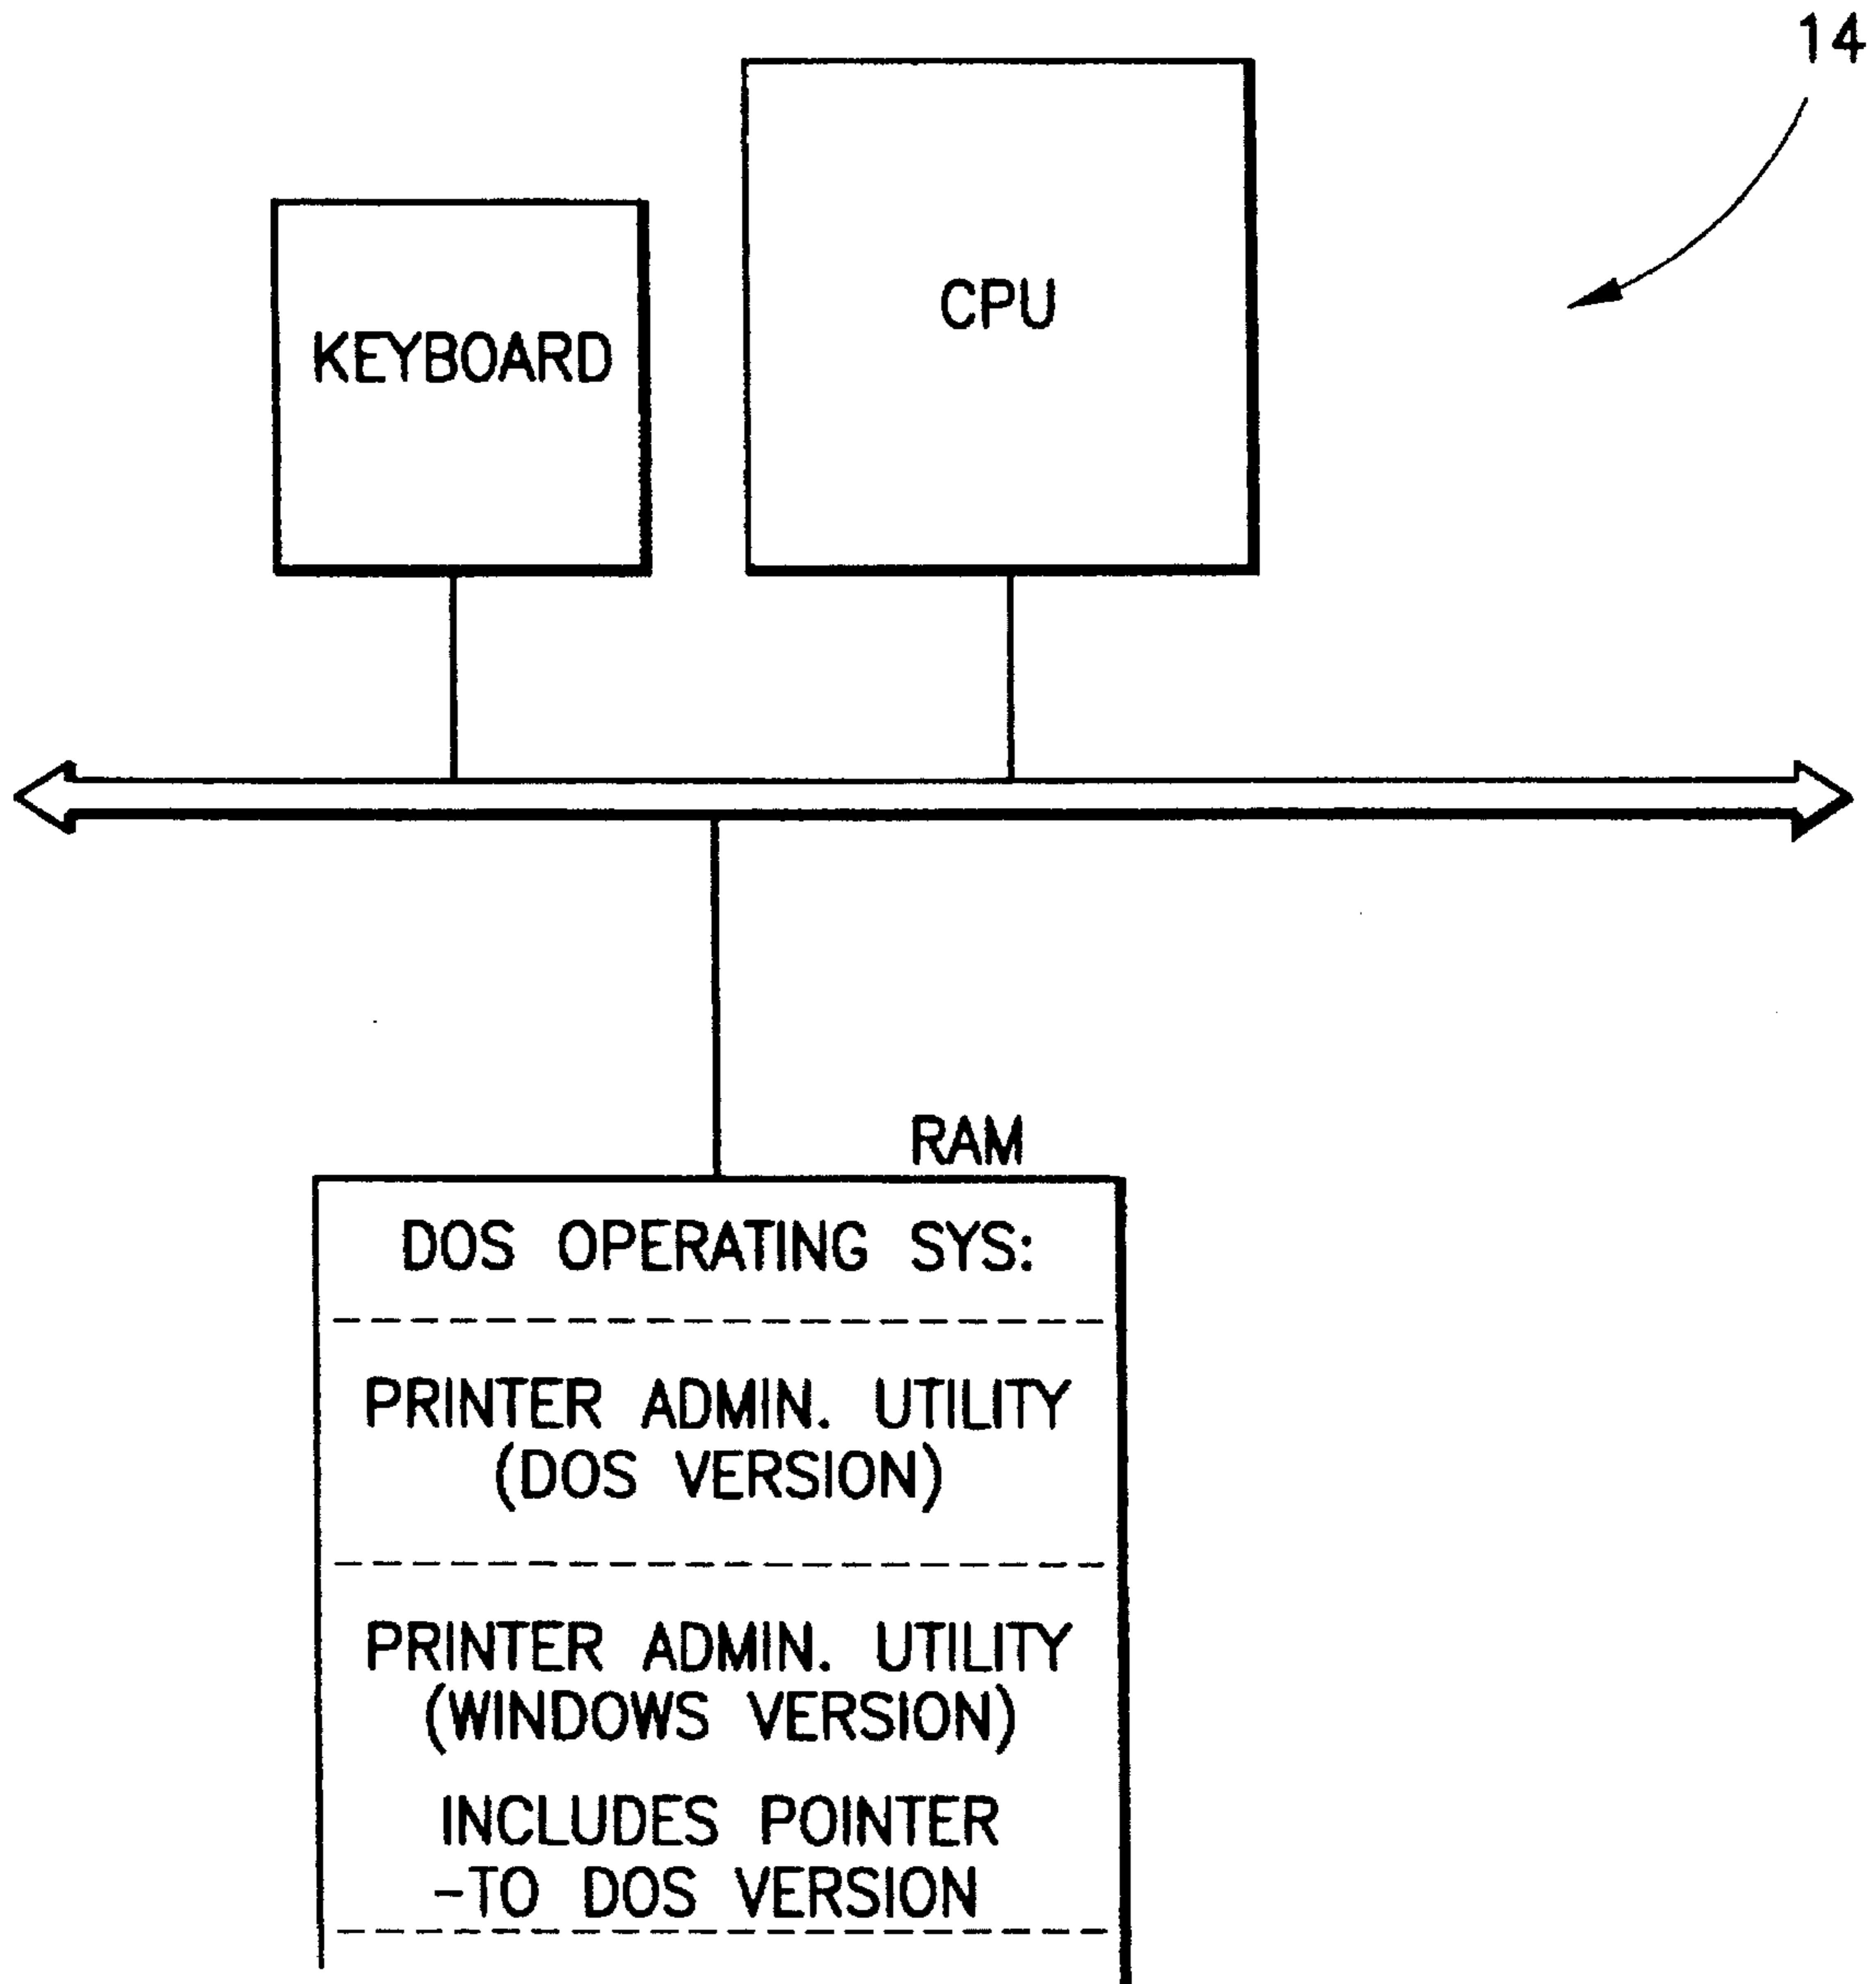 14
CPU
KEYBOARD
RAM
DOS OPERATING SYS:
PRINTER ADMIN. UTILITY
(DOS VERSION)
PRINTER ADMIN. UTILITY
(WINDOWS VERSION)
INCLUDES POINTER
-TO DOS VERSION